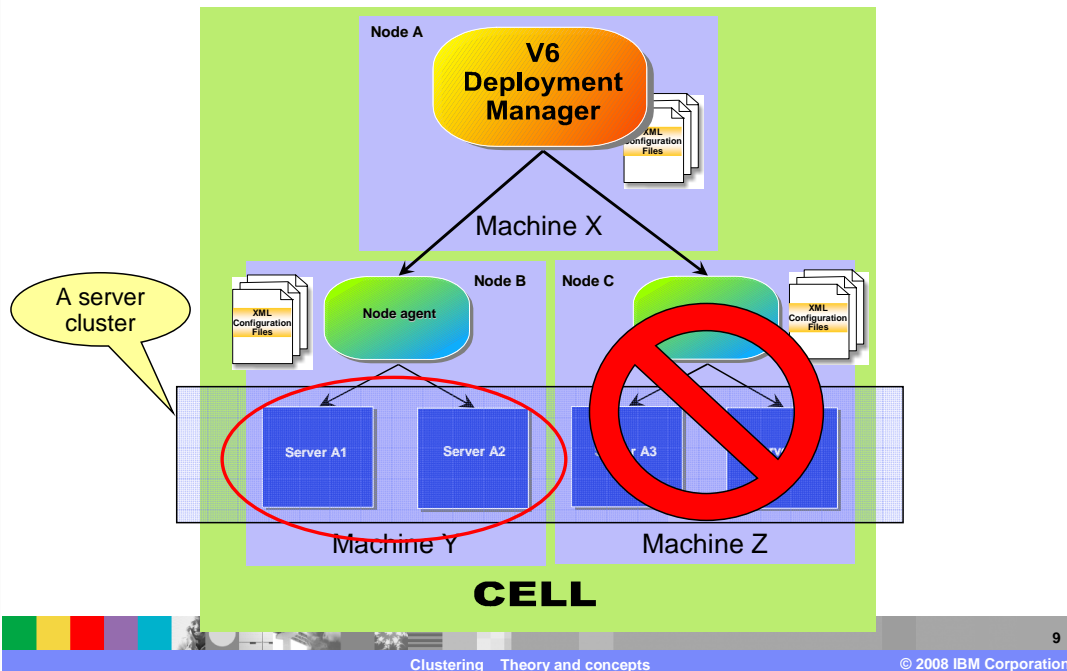 Node A
V6
Deployment
Manager
XML
Configuration
Files
Machine X
A server
cluster
XML
Configuration
Files
Node agent
Node B
Node C
XML
Configuration
Files
Server A1
Server A2
A3
Machine Y
Machine Z
CELL
9
Clustering Theory and concepts
© 2008 IBM Corporation